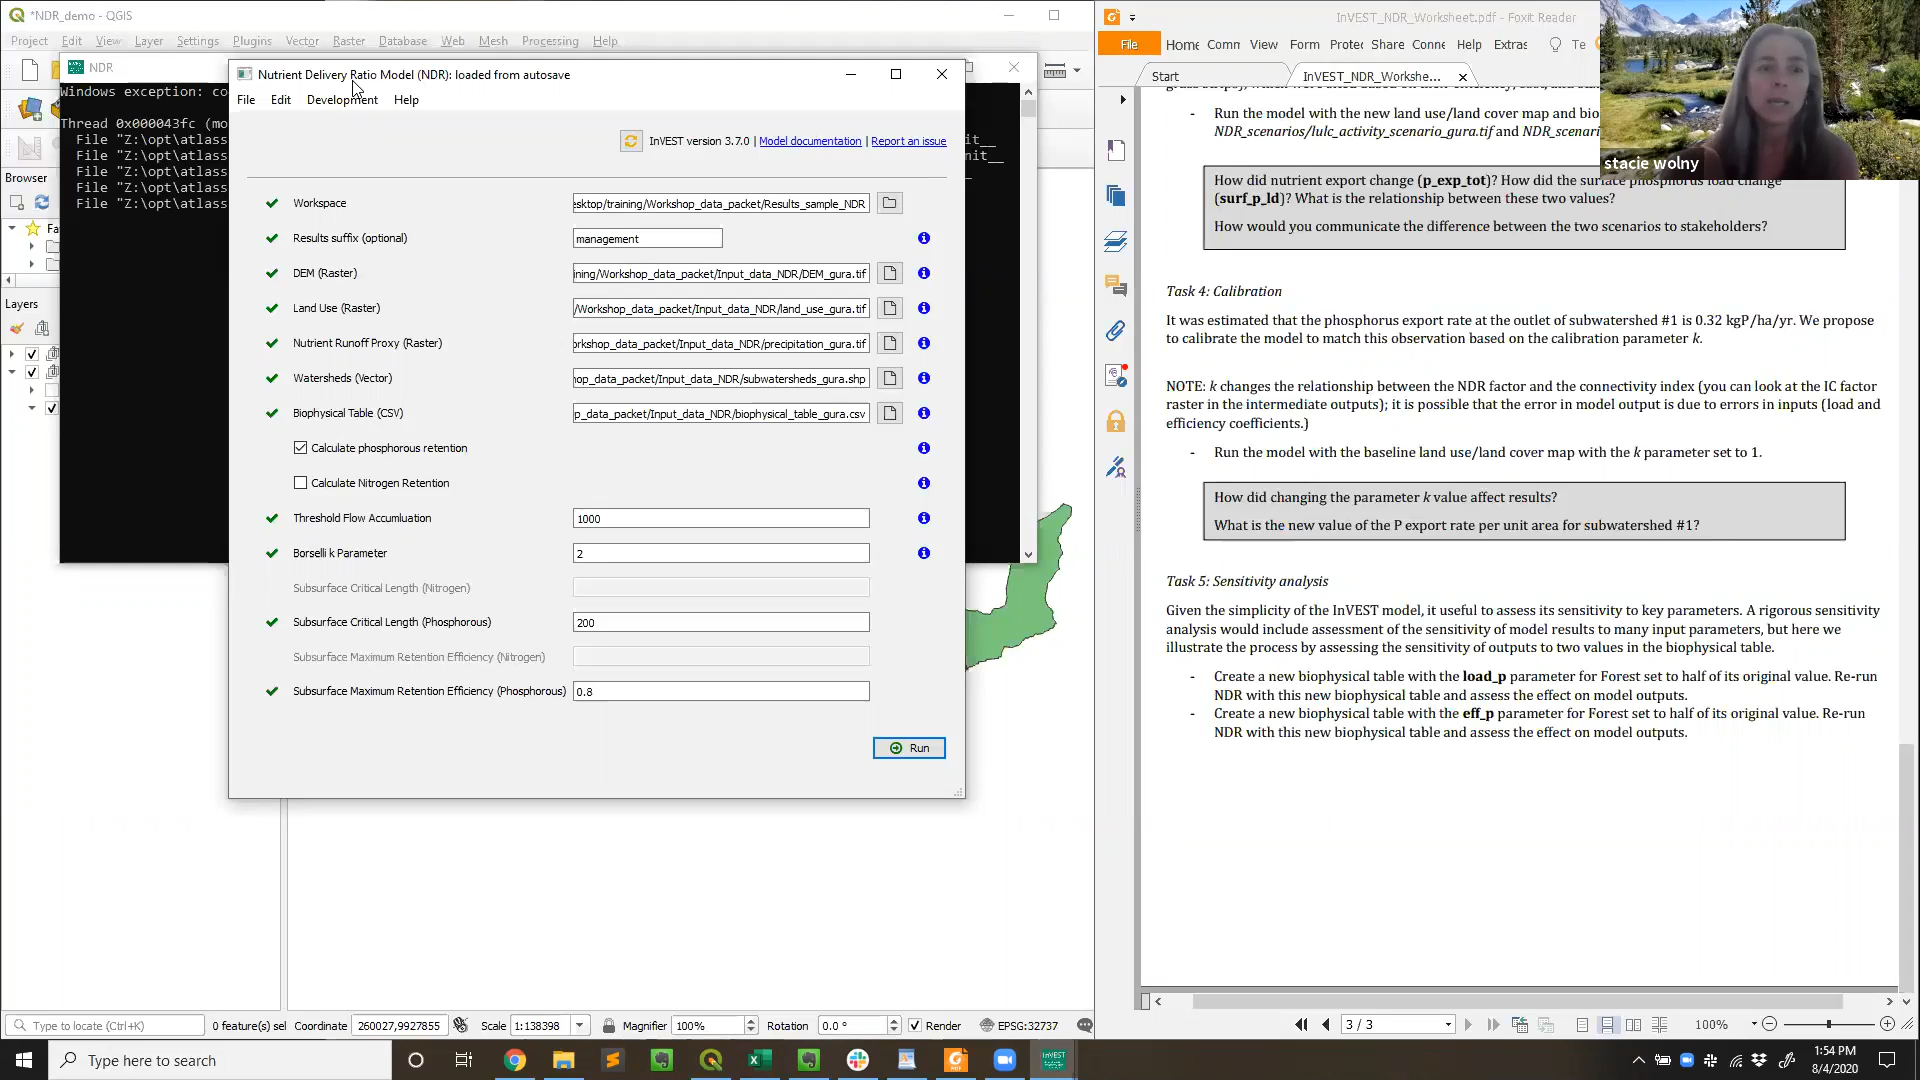 *NDR_demo - QGIS
Project Edit View Layer Settings Plugins Vector Raster Database Web Mesh Processing Help
NDR
Windows exception: co
Thread 0x000043fc (mo
File "Z:\opt\atlass
File "Z:\opt\atlass
File "Z:\opt\atlass
File "Z:\opt\atlass
File "Z:\opt\atlass
Browser
Fa
Layers
Nutrient Delivery Ratio Model (NDR): loaded from autosave
File Edit Development Help
InVEST version 3.7.0 | Model documentation | Report an issue
Workspace esktop/training/Workshop_data_packet/Results_sample_NDR
Results suffix (optional) management
DEM (Raster) ining/Workshop_data_packet/Input_data_NDR/DEM_gura.tif
Land Use (Raster) /Workshop_data_packet/Input_data_NDR/land_use_gura.tif
Nutrient Runoff Proxy (Raster) orkshop_data_packet/Input_data_NDR/precipitation_gura.tif
Watersheds (Vector) hop_data_packet/Input_data_NDR/subwatersheds_gura.shp
Biophysical Table (CSV) p_data_packet/Input_data_NDR/biophysical_table_gura.csv
Calculate phosphorous retention
Calculate Nitrogen Retention
Threshold Flow Accumluation 1000
Borselli k Parameter 2
Subsurface Critical Length (Nitrogen)
Subsurface Critical Length (Phosphorous) 200
Subsurface Maximum Retention Efficiency (Nitrogen)
Subsurface Maximum Retention Efficiency (Phosphorous) 0.8
Run
Type to locate (Ctrl+K) 0 feature(s) sel Coordinate 260027,9927855 Scale 1:138398 Magnifier 100% Rotation 0.0 ° Render EPSG:32737
InVEST_NDR_Worksheet.pdf - Foxit Reader
File Home Comm View Form Protec Share Conne Help Extras Te
Start InVEST_NDR_Workshe...
- Run the model with the new land use/land cover map and bio
NDR_scenarios/lulc_activity_scenario_gura.tif and NDR_scenari
How did nutrient export change (p_exp_tot)? How did the surface phosphorus load change
(surf_p_ld)? What is the relationship between these two values?
How would you communicate the difference between the two scenarios to stakeholders?
Task 4: Calibration
It was estimated that the phosphorus export rate at the outlet of subwatershed #1 is 0.32 kgP/ha/yr. We propose
to calibrate the model to match this observation based on the calibration parameter k.
NOTE: k changes the relationship between the NDR factor and the connectivity index (you can look at the IC factor
raster in the intermediate outputs); it is possible that the error in model output is due to errors in inputs (load and
efficiency coefficients.)
- Run the model with the baseline land use/land cover map with the k parameter set to 1.
How did changing the parameter k value affect results?
What is the new value of the P export rate per unit area for subwatershed #1?
Task 5: Sensitivity analysis
Given the simplicity of the InVEST model, it useful to assess its sensitivity to key parameters. A rigorous sensitivity
analysis would include assessment of the sensitivity of model results to many input parameters, but here we
illustrate the process by assessing the sensitivity of outputs to two values in the biophysical table.
- Create a new biophysical table with the load_p parameter for Forest set to half of its original value. Re-run
NDR with this new biophysical table and assess the effect on model outputs.
- Create a new biophysical table with the eff_p parameter for Forest set to half of its original value. Re-run
NDR with this new biophysical table and assess the effect on model outputs.
3 / 3 100%
stacie wolny
Type here to search
1:54 PM
8/4/2020